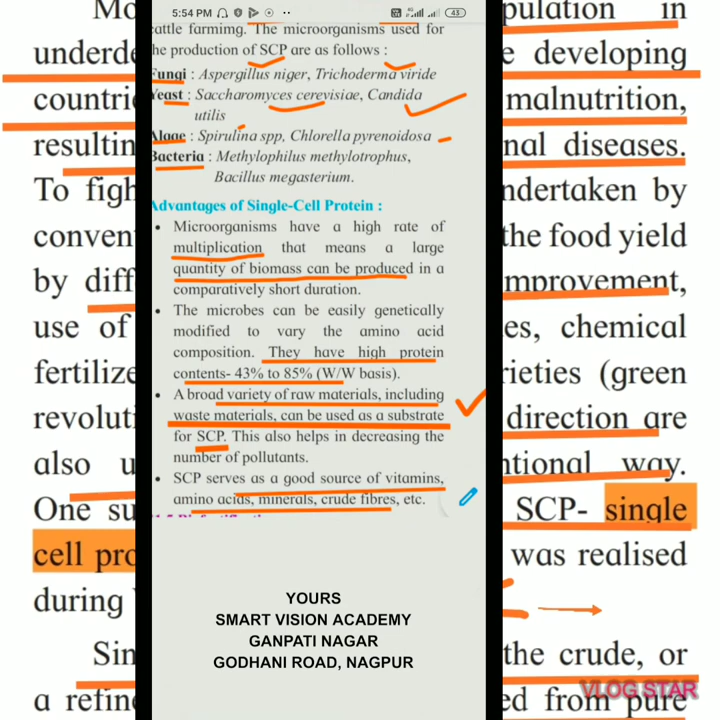 5:54 PM
43
cattle farmimg. The microorganisms used for
the production of SCP are as follows :
Fungi : Aspergillus niger, Trichoderma viride
Yeast : Saccharomyces cerevisiae, Candida
utilis
Algae : Spirulina spp, Chlorella pyrenoidosa
Bacteria : Methylophilus methylotrophus,
Bacillus megasterium.
Advantages of Single-Cell Protein :
• Microorganisms have a high rate of
multiplication that means a large
quantity of biomass can be produced in a
comparatively short duration.
• The microbes can be easily genetically
modified to vary the amino acid
composition. They have high protein
contents- 43% to 85% (W/W basis).
• A broad variety of raw materials, including
waste materials, can be used as a substrate
for SCP. This also helps in decreasing the
number of pollutants.
• SCP serves as a good source of vitamins,
amino acids, minerals, crude fibres, etc.
YOURS
SMART VISION ACADEMY
GANPATI NAGAR
GODHANI ROAD, NAGPUR
Mo
underde
countri
resultin
To figh
conven
by diff
use of
fertilize
revoluti
also u
One su
cell pro
during
Sin
a refine
pulation in
e developing
malnutrition,
nal diseases.
ndertaken by
the food yield
mprovement,
es, chemical
rieties (green
direction are
ntional way.
SCP- single
was realised
the crude, or
ed from pure
VLOG STAR